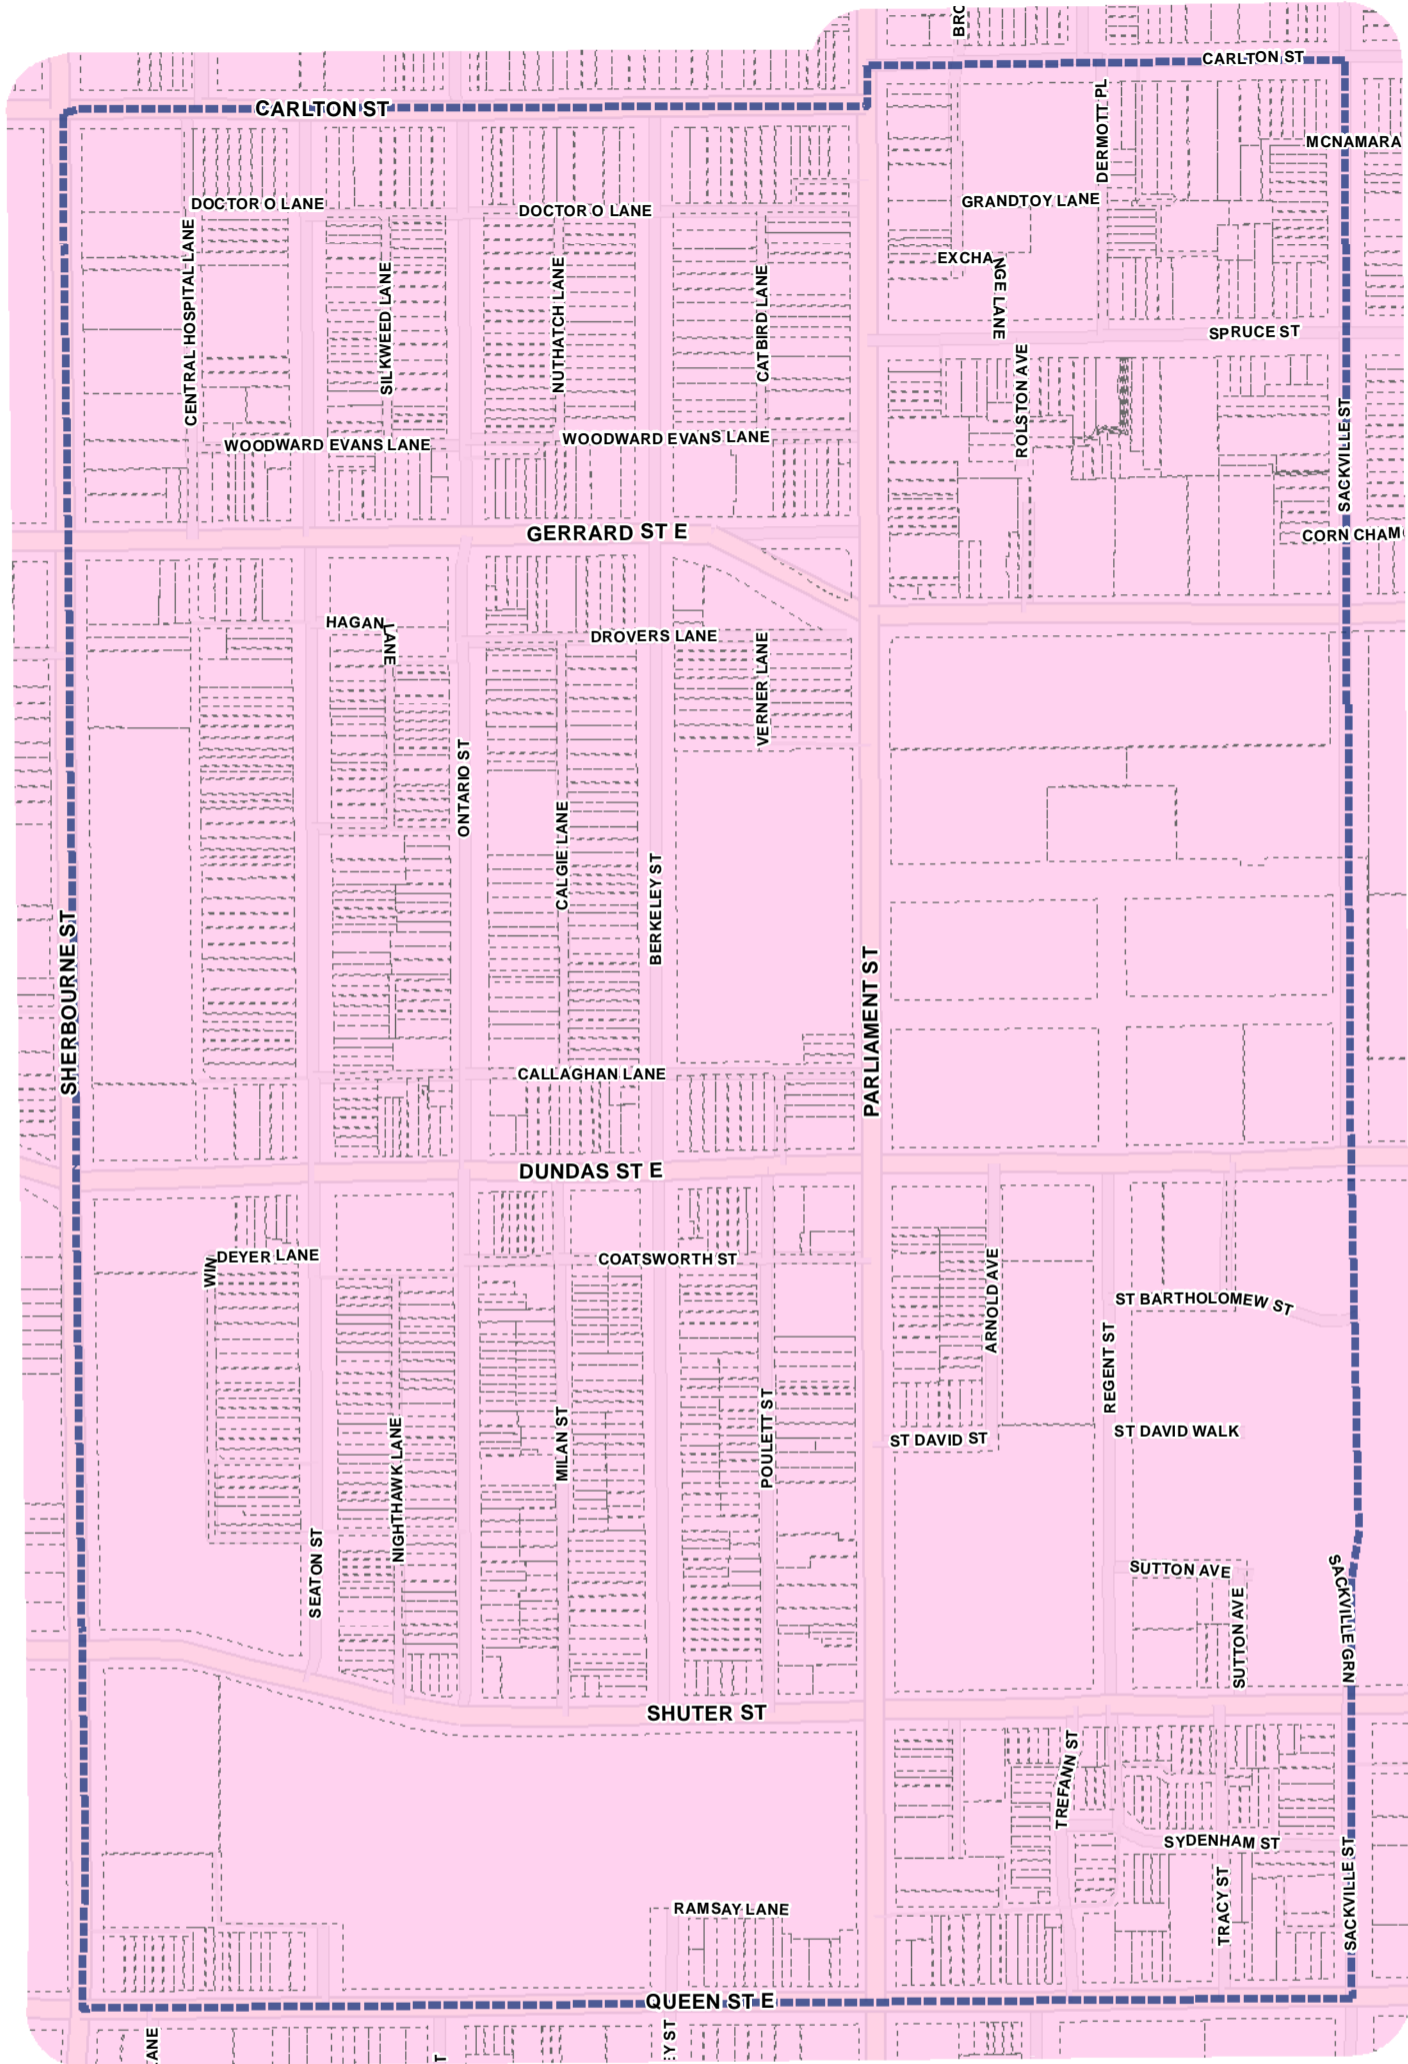 BRC
CARLTON ST
CARLTON ST
DERMOTT PL
MCNAMARA
DOCTOR O LANE
DOCTOR O LANE
GRANDTOY LANE
CENTRAL HOSPITAL LANE
SILKWEED LANE
NUTHATCH LANE
CATBIRD LANE
EXCHA
NGE LANE
SPRUCE ST
ROLSTON AVE
SACKVILLE ST
WOODWARD EVANS LANE
WOODWARD EVANS LANE
GERRARD ST E
CORN CHAM
HAGAN
LANE
DROVERS LANE
VERNER LANE
ONTARIO ST
CALGIE LANE
BERKELEY ST
SHERBOURNE ST
PARLIAMENT ST
CALLAGHAN LANE
DUNDAS ST E
WIN
DEYER LANE
COATSWORTH ST
ARNOLD AVE
ST BARTHOLOMEW ST
REGENT ST
NIGHTHAWK LANE
MILAN ST
POULETT ST
ST DAVID ST
ST DAVID WALK
SEATON ST
SUTTON AVE
SUTTON AVE
SACKVILLE GRN
SHUTER ST
TREFANN ST
SYDENHAM ST
TRACY ST
SACKVILLE ST
RAMSAY LANE
QUEEN ST E
ANE
T
EY ST